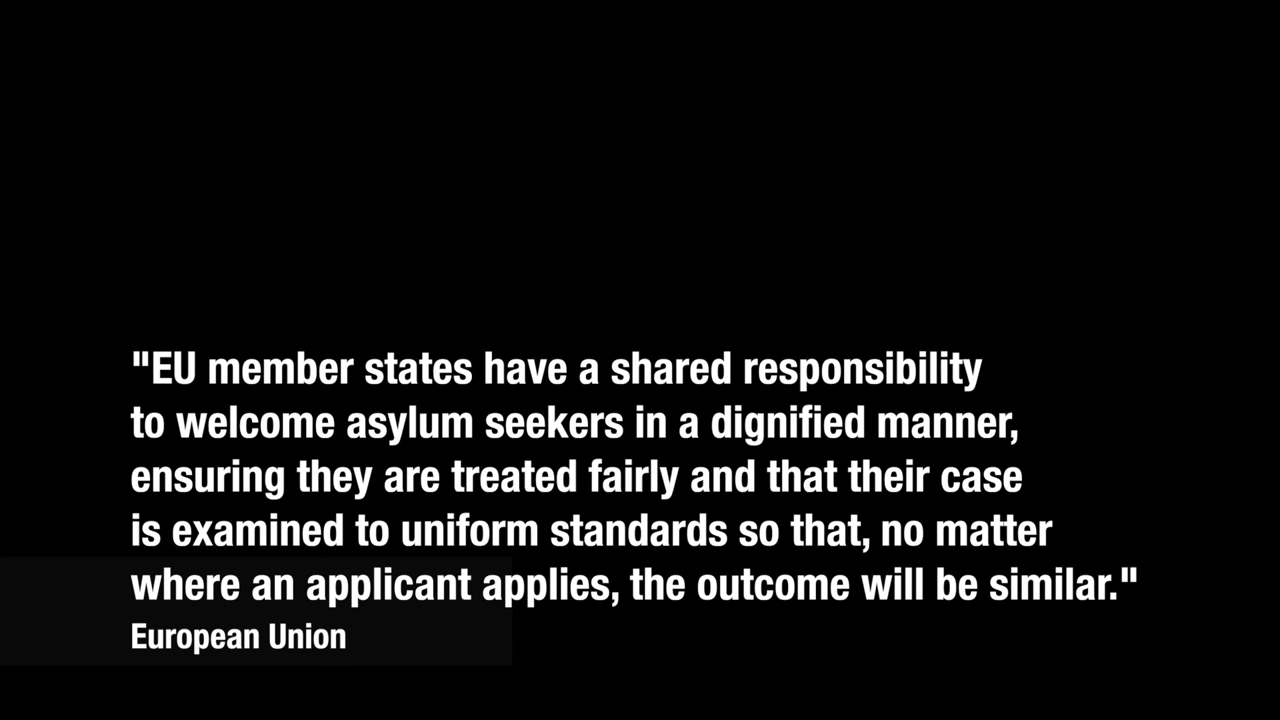 "EU member states have a shared responsibility
to welcome asylum seekers in a dignified manner,
ensuring they are treated fairly and that their case
is examined to uniform standards so that, no matter
where an applicant applies, the outcome will be similar."
European Union